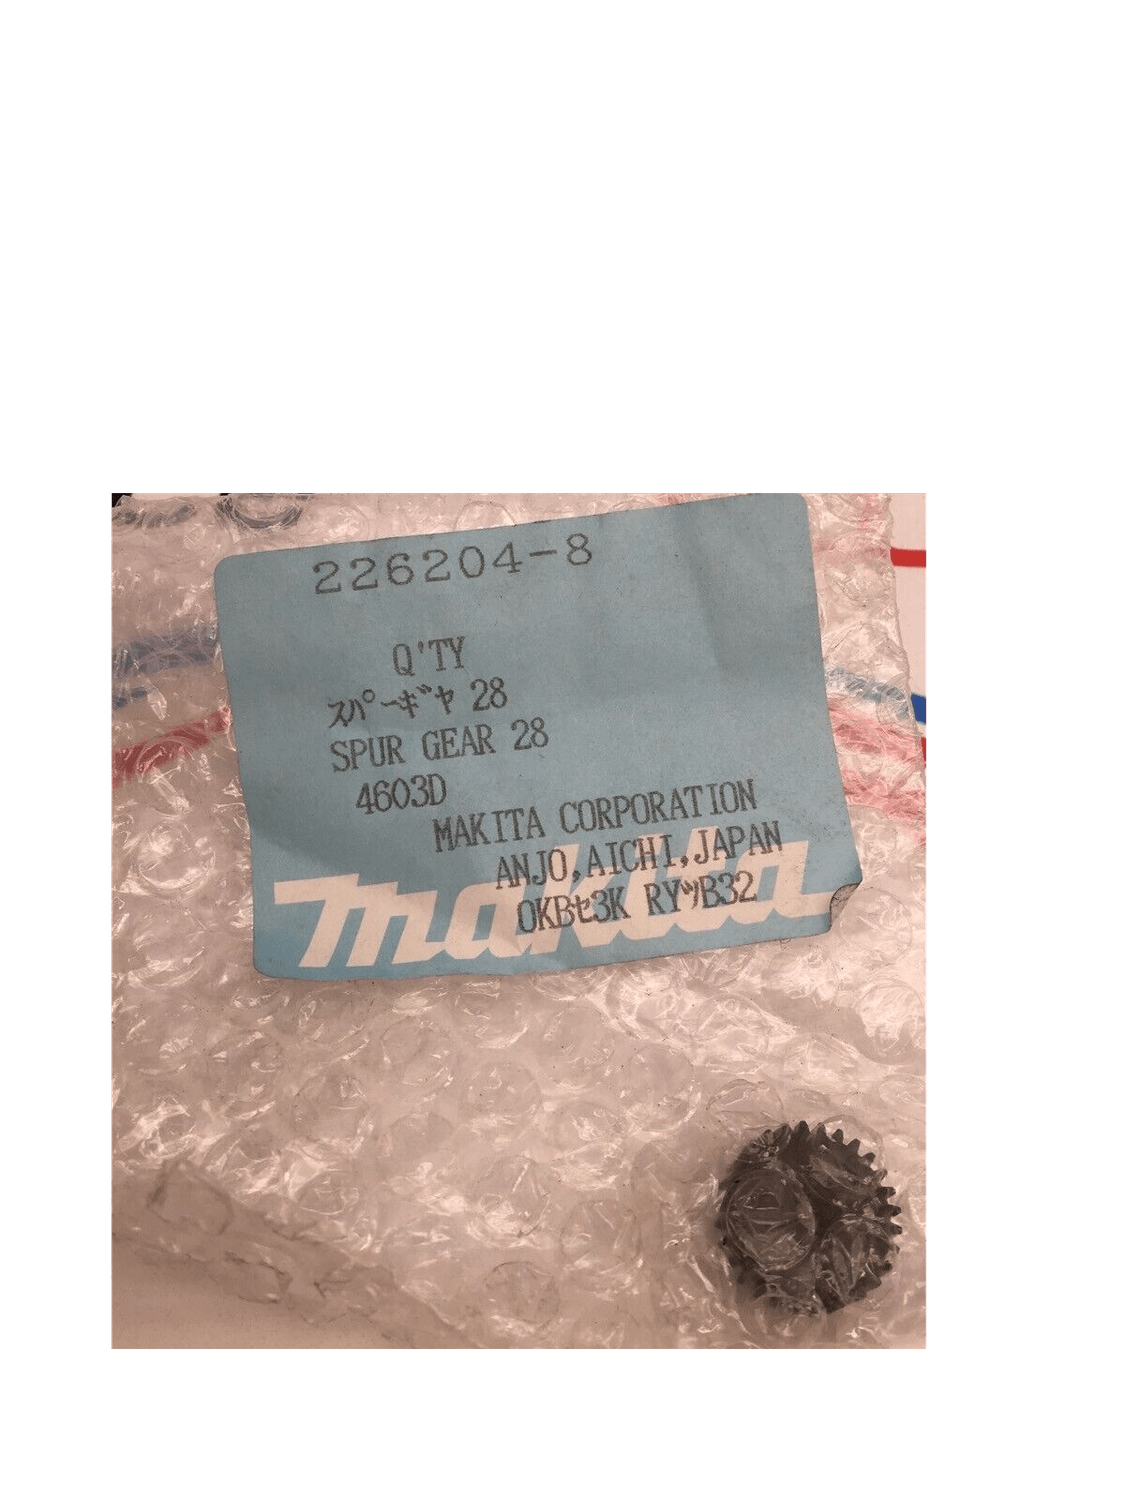 226204-8
Q'TY
スパーギヤ 28
SPUR GEAR 28
4603D
MAKITA CORPORATION
ANJO,AICHI,JAPAN
OKBセ3K RYツB32
makita